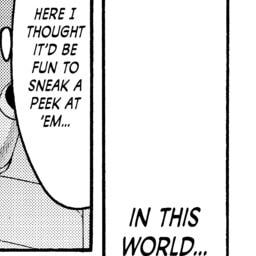 HERE I
THOUGHT
IT'D BE
FUN TO
SNEAK A
PEEK AT
'EM...
IN THIS
WORLD...